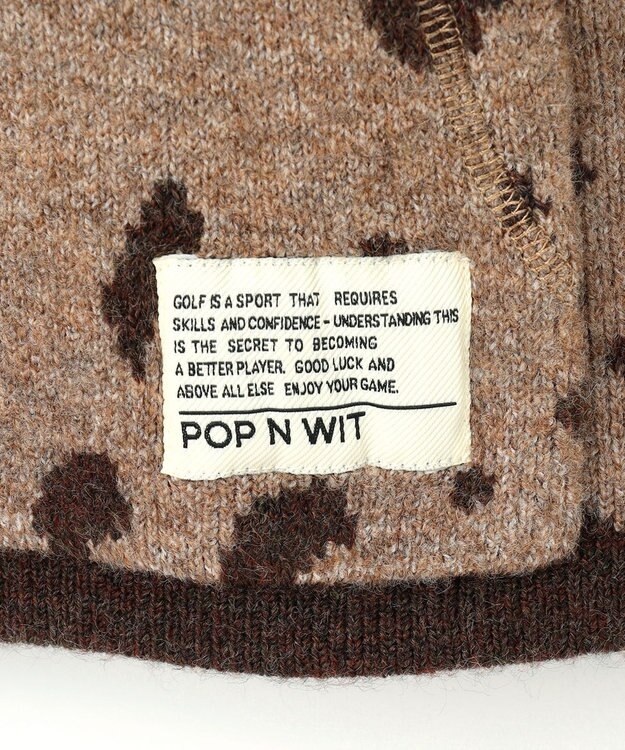 GOLF IS A SPORT THAT REQUIRES
SKILLS AND CONFIDENCE - UNDERSTANDING THIS
IS THE SECRET TO BECOMING
A BETTER PLAYER. GOOD LUCK AND
ABOVE ALL ELSE ENJOY YOUR GAME.
POP N WIT